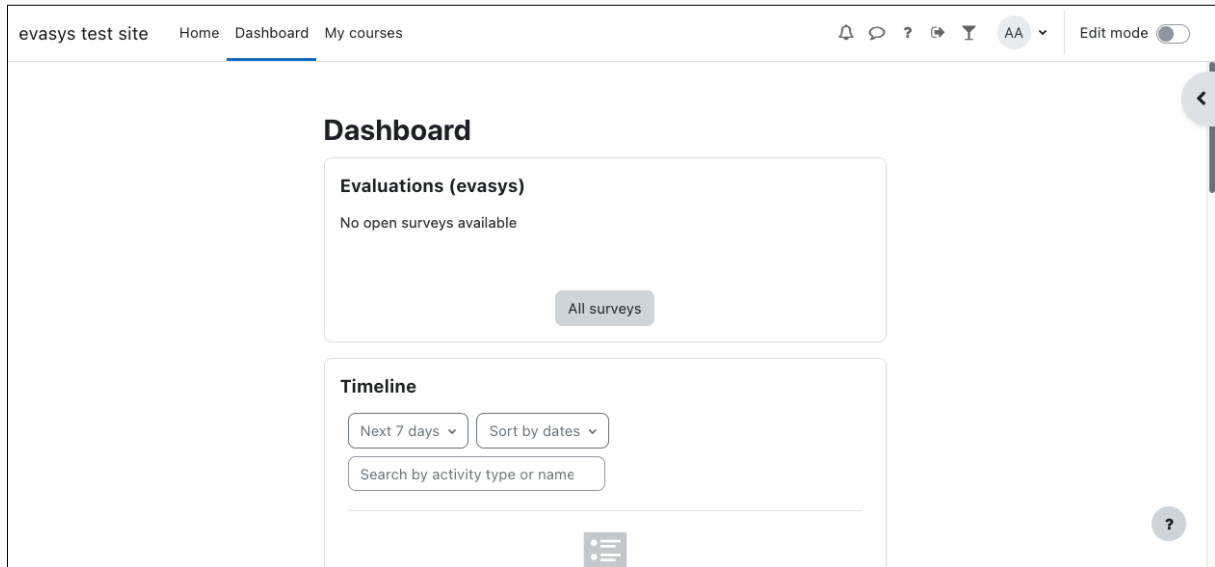 evasys test site Home Dashboard My courses ? AA Edit mode
Dashboard
Evaluations (evasys)
No open surveys available
All surveys
Timeline
Next 7 days Sort by dates
Search by activity type or name
?